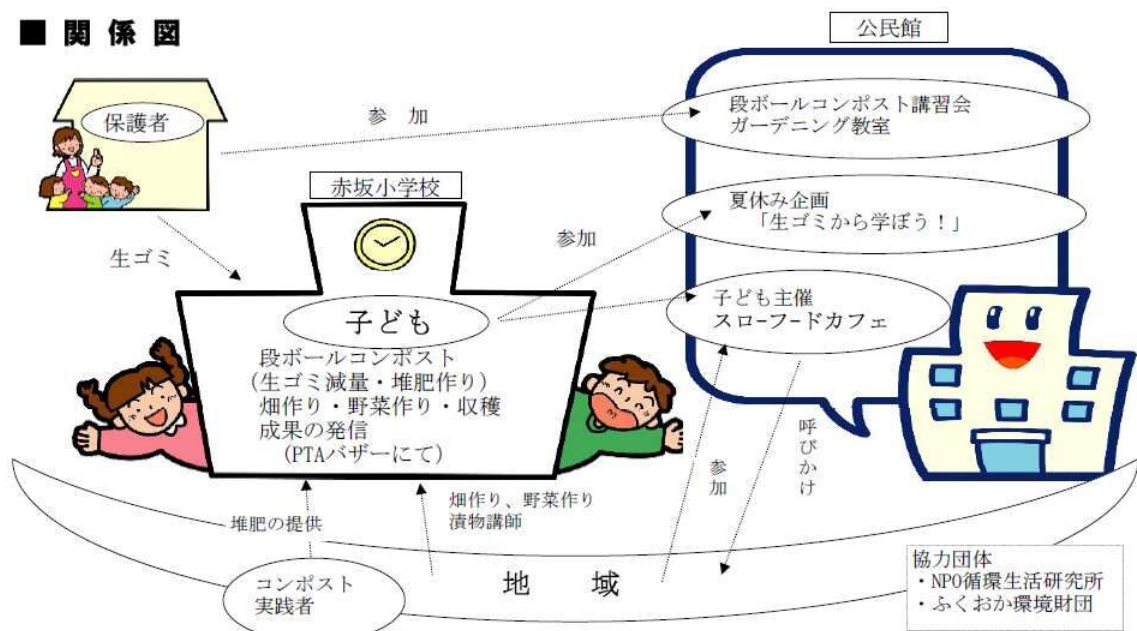 ■ 関 係 図
公民館
保護者
参 加
段ボールコンポスト講習会
ガーデニング教室
赤坂小学校
夏休み企画
「生ゴミから学ぼう！」
参加
生ゴミ
子ども主催
スロｰフｰドカフェ
子ども
段ボールコンポスト
(生ゴミ減量・堆肥作り)
畑作り・野菜作り・収穫
成果の発信
(PTAバザーにて)
呼びかけ
参加
畑作り、野菜作り
漬物講師
堆肥の提供
コンポスト
実践者
地 域
協力団体
・NPO循環生活研究所
・ふくおか環境財団